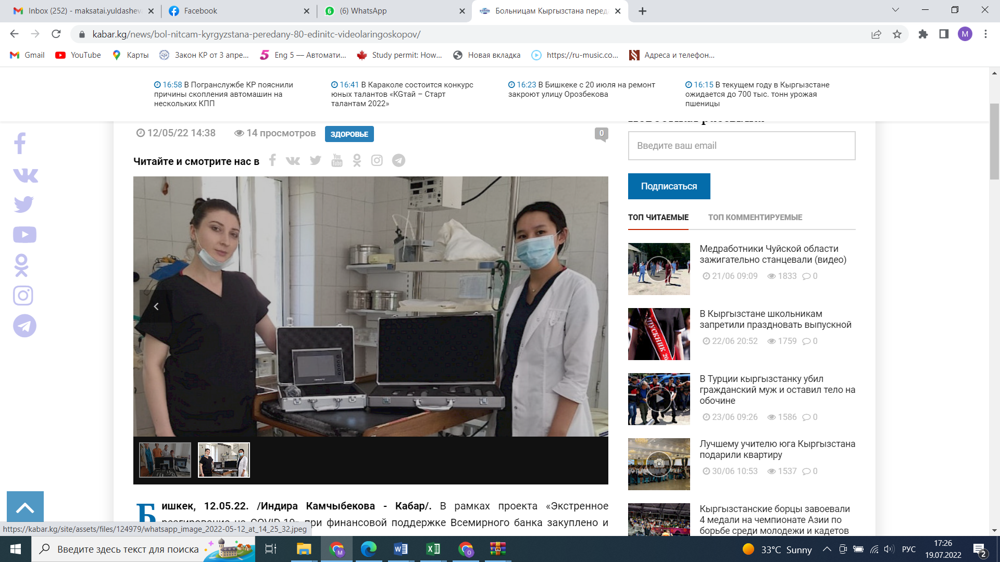 Inbox (252) - maksatai.yuldashev
Facebook
(6) WhatsApp
Больницам Кыргызстана перед
kabar.kg/news/bol-nitcam-kyrgyzstana-peredany-80-edinitc-videolaringoskopov/
M
Gmail
YouTube
Карты
Закон КР от 3 апре...
Eng 5 — Автомати...
Study permit: How...
Новая вкладка
https://ru-music.co...
Адреса и телефон...
16:58 В Погранслужбе КР пояснили
причины скопления автомашин на
нескольких КПП
16:41 В Караколе состоится конкурс
юных талантов «KGтай – Старт
талантам 2022»
16:23 В Бишкеке с 20 июля на ремонт
закроют улицу Орозбекова
16:15 В текущем году в Кыргызстане
ожидается до 700 тыс. тонн урожая
пшеницы
12/05/22 14:38
14 просмотров
ЗДОРОВЬЕ
0
Читайте и смотрите нас в
Введите ваш email
Подписаться
ТОП ЧИТАЕМЫЕ
ТОП КОММЕНТИРУЕМЫЕ
Медработники Чуйской области
зажигательно станцевали (видео)
21/06 09:09 1833 0
В Кыргызстане школьникам
запретили праздновать выпускной
22/06 20:52 1759 0
В Турции кыргызстанку убил
гражданский муж и оставил тело на
обочине
23/06 09:26 1586 0
Лучшему учителю юга Кыргызстана
подарили квартиру
30/06 10:53 1537 0
Кыргызстанские борцы завоевали
4 медали на чемпионате Азии по
борьбе среди молодежи и кадетов
Бишкек, 12.05.22. /Индира Камчыбекова - Кабар/. В рамках проекта «Экстренное
реагирование на COVID-19» при финансовой поддержке Всемирного банка закуплено и
https://kabar.kg/site/assets/files/124979/whatsapp_image_2022-05-12_at_14_25_32.jpeg
Введите здесь текст для поиска
33°C Sunny
РУС
17:26
19.07.2022
2